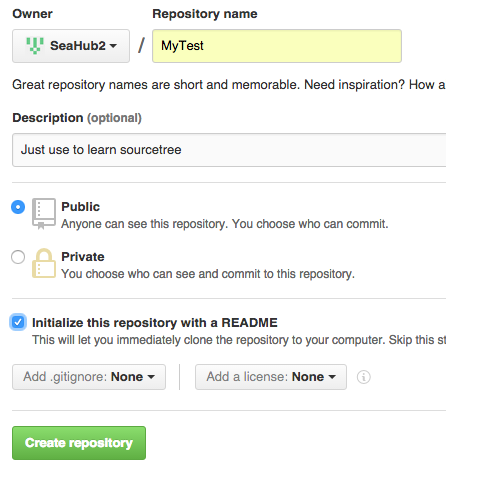 Owner Repository name
SeaHub2 / MyTest
Great repository names are short and memorable. Need inspiration? How a
Description (optional)
Just use to learn sourcetree
Public
Anyone can see this repository. You choose who can commit.
Private
You choose who can see and commit to this repository.
Initialize this repository with a README
This will let you immediately clone the repository to your computer. Skip this st
Add .gitignore: None Add a license: None
Create repository